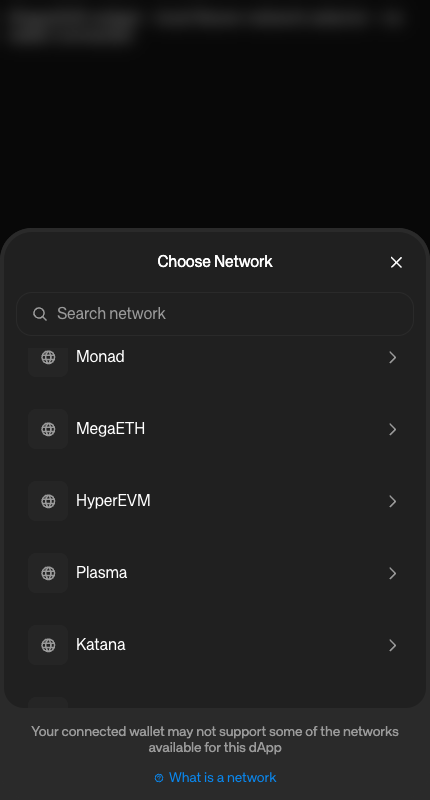 Choose Network
Search network
Monad
MegaETH
HyperEVM
Plasma
Katana
Your connected wallet may not support some of the networks
available for this dApp
What is a network